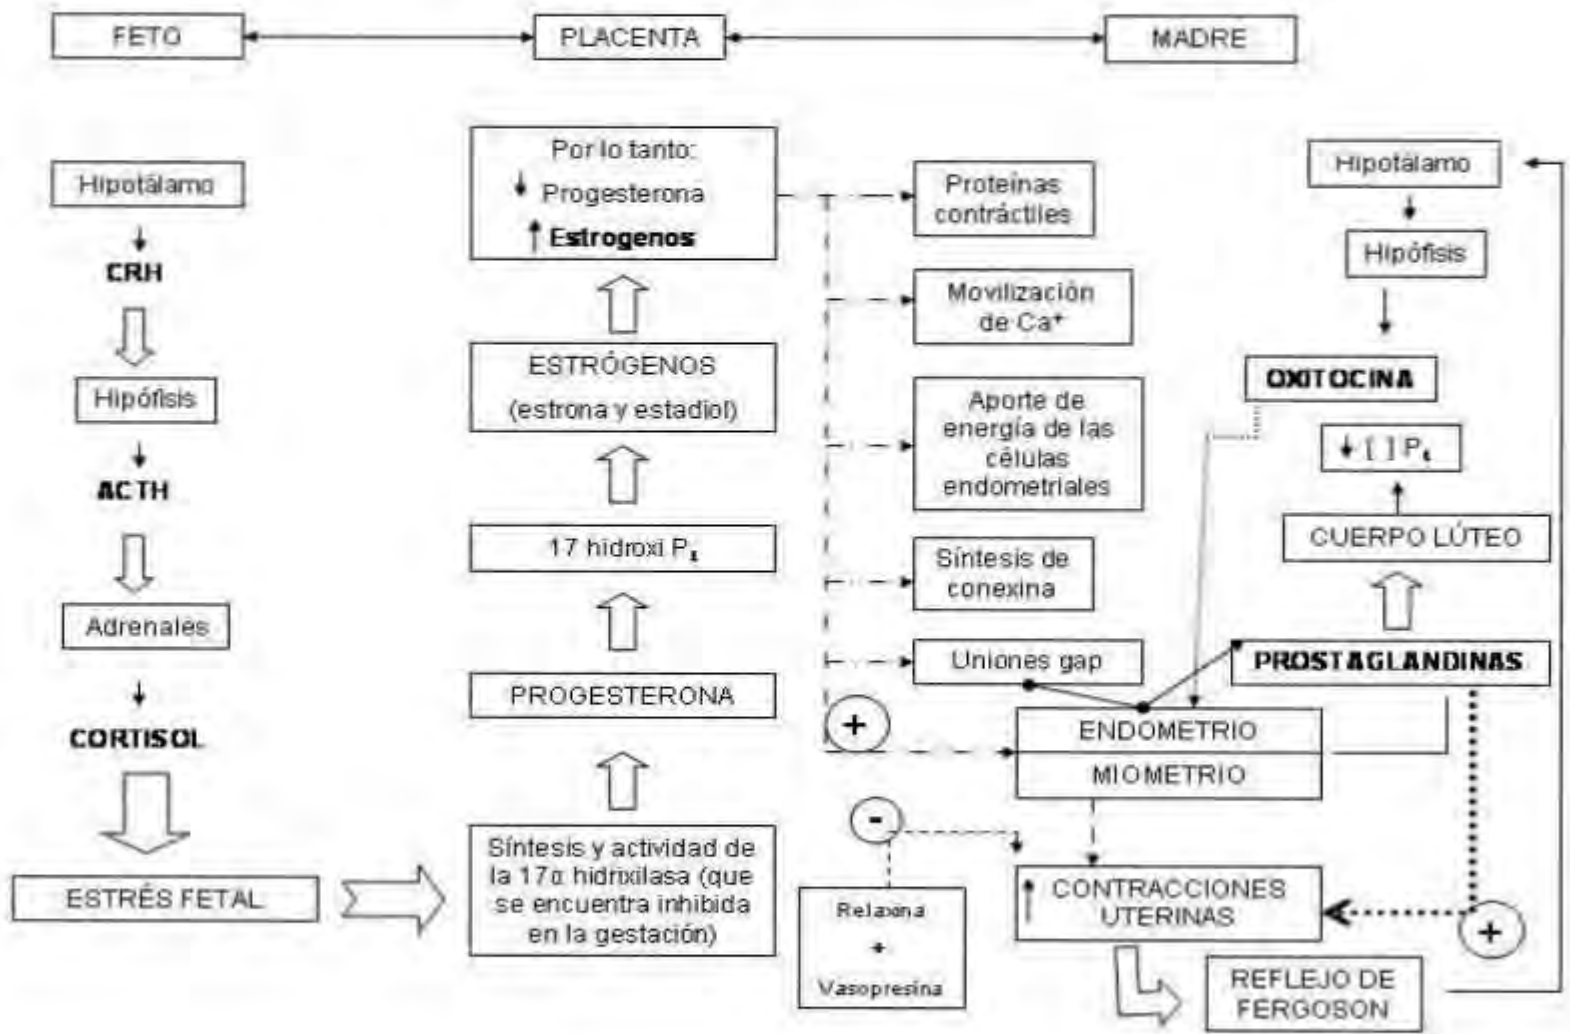 FETO
PLACENTA
MADRE
Hipotálamo
CRH
Hipófisis
ACTH
Adrenales
CORTISOL
ESTRÉS FETAL
Por lo tanto:
↓ Progesterona
↑ Estrogenos
ESTRÓGENOS
(estrona y estadiol)
17 hidroxi P₄
PROGESTERONA
Síntesis y actividad de
la 17α hidrixilasa (que
se encuentra inhibida
en la gestación)
Proteínas
contráctiles
Movilización
de Ca⁺
Aporte de
energía de las
células
endometriales
Síntesis de
conexina
Uniones gap
+
ENDOMETRIO
MIOMETRIO
-
Relaxina
+
Vasopresina
↑ CONTRACCIONES
UTERINAS
Hipotálamo
Hipófisis
OXITOCINA
↓ [ ] P₄
CUERPO LÚTEO
PROSTAGLANDINAS
+
REFLEJO DE
FERGOSON